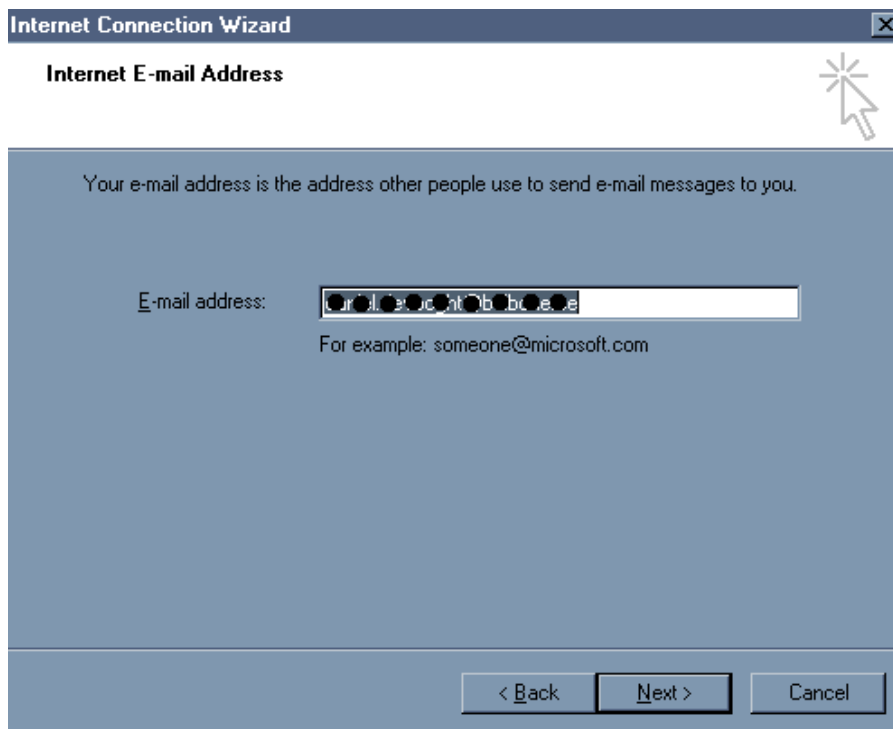 Internet Connection Wizard
Internet E-mail Address
Your e-mail address is the address other people use to send e-mail messages to you.
E-mail address:
For example: someone@microsoft.com
< Back
Next >
Cancel